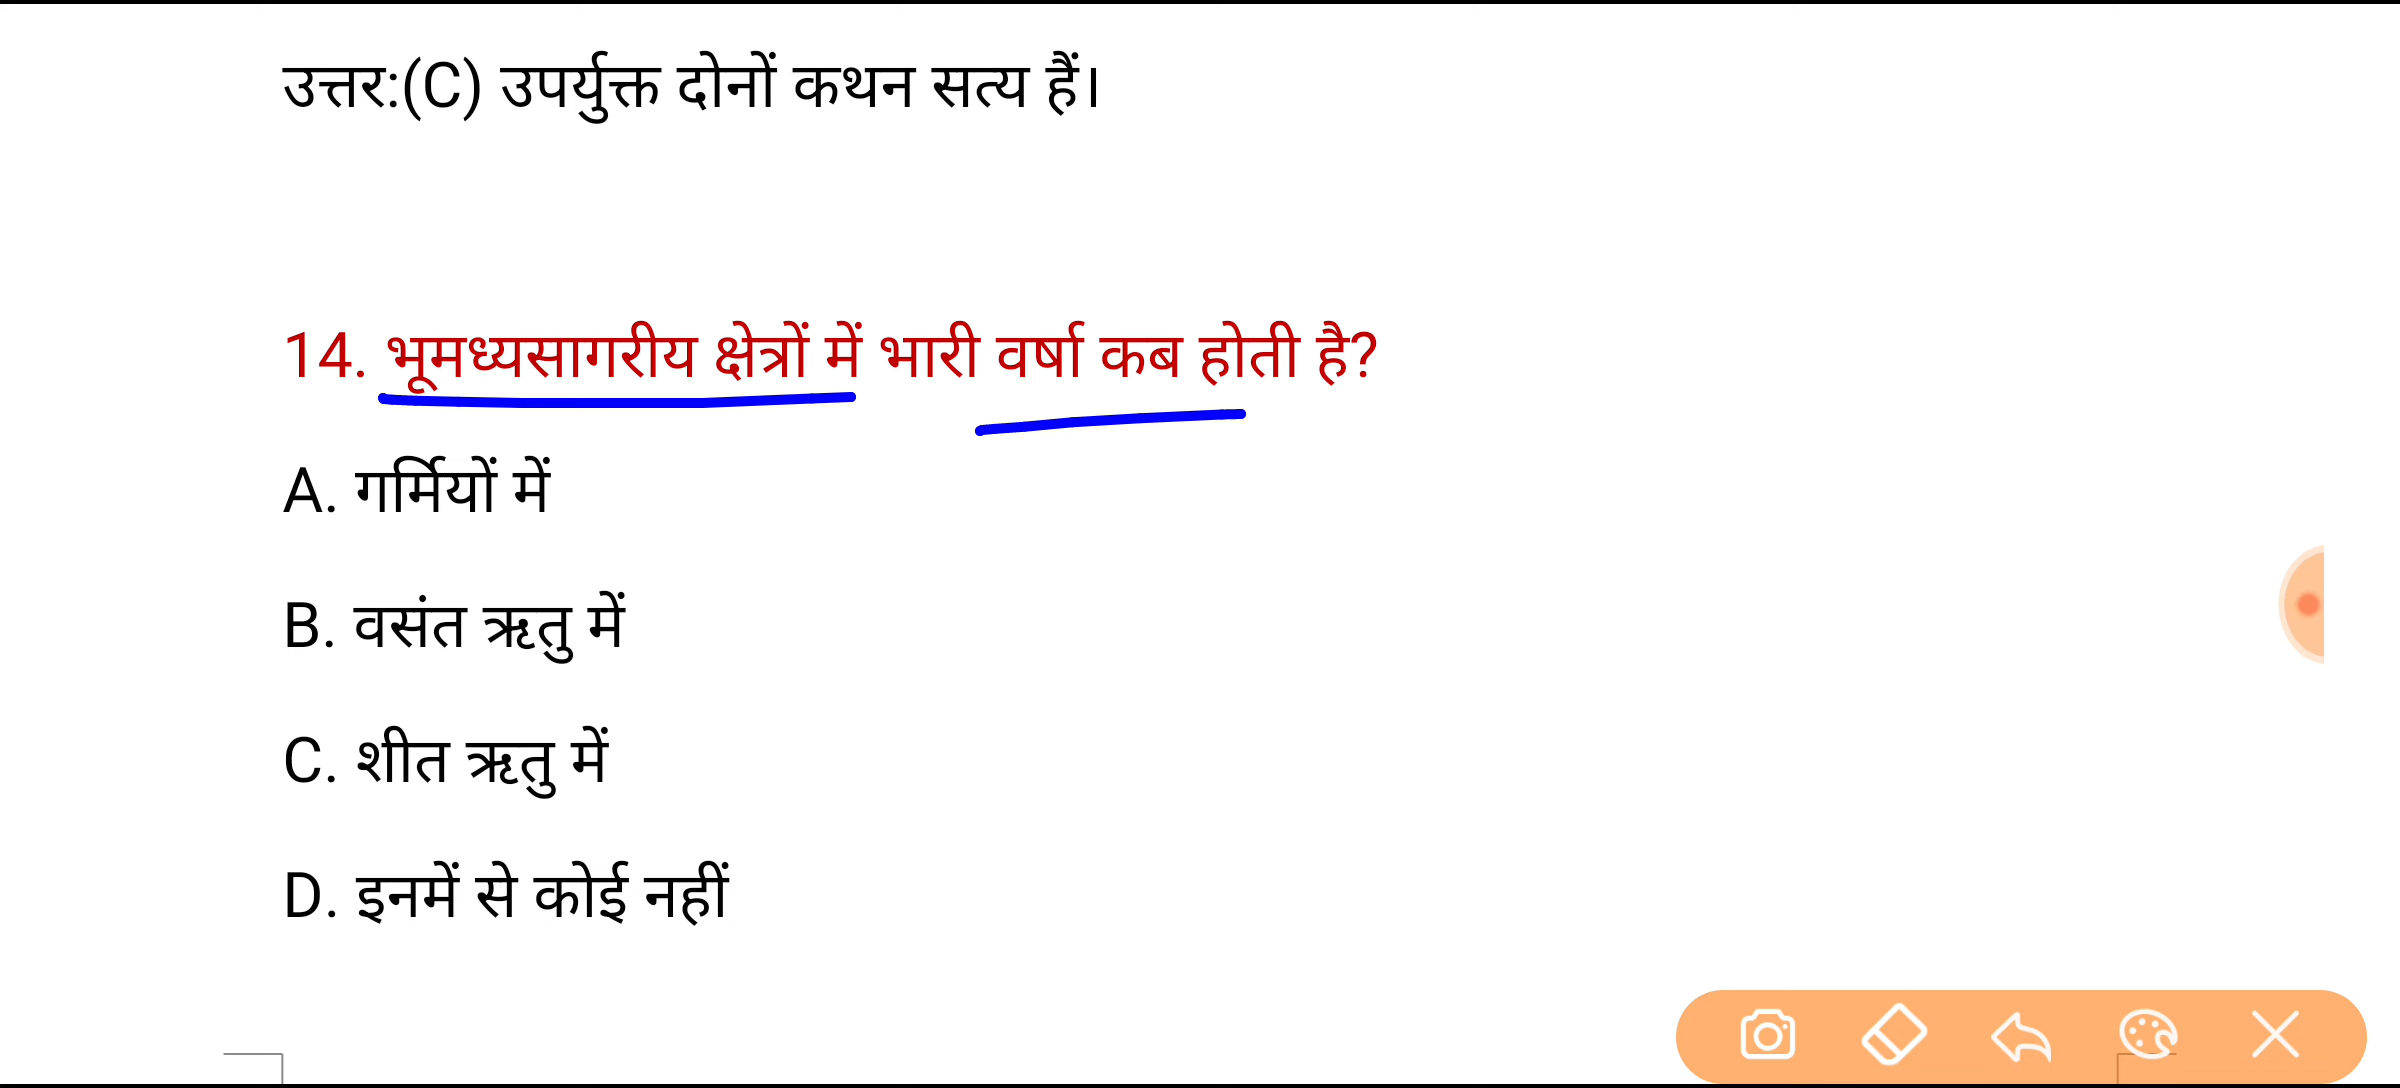 उत्तर:(C) उपर्युक्त दोनों कथन सत्य हैं।
14. भूमध्यसागरीय क्षेत्रों में भारी वर्षा कब होती है?
A. गर्मियों में
B. वसंत ऋतु में
C. शीत ऋतु में
D. इनमें से कोई नहीं